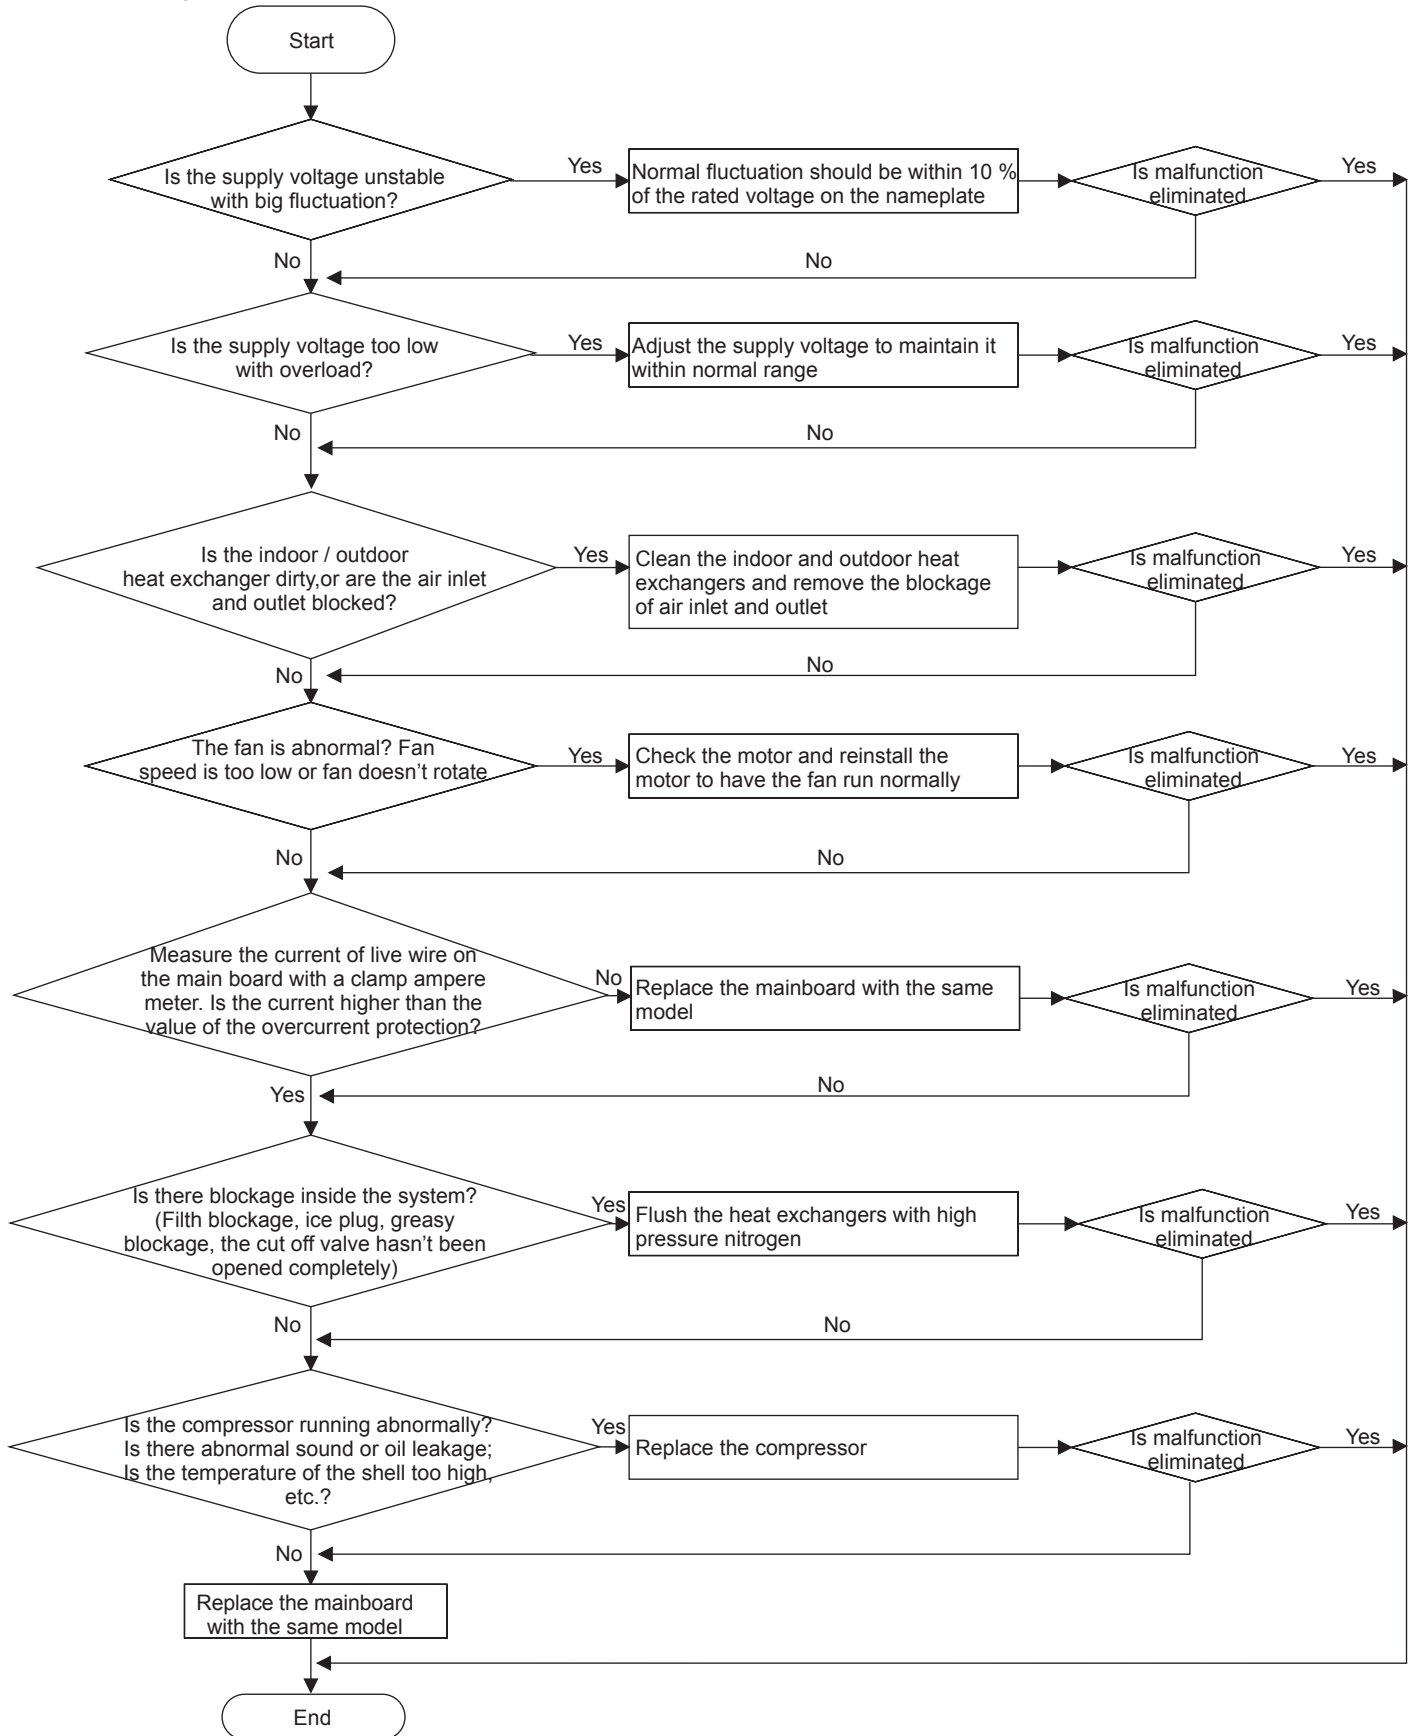 Start
Is the supply voltage unstable
with big fluctuation?
Yes
Normal fluctuation should be within 10 %
of the rated voltage on the nameplate
Is malfunction
eliminated
Yes
No
No
Is the supply voltage too low
with overload?
Yes
Adjust the supply voltage to maintain it
within normal range
Is malfunction
eliminated
Yes
No
No
Is the indoor / outdoor
heat exchanger dirty,or are the air inlet
and outlet blocked?
Yes
Clean the indoor and outdoor heat
exchangers and remove the blockage
of air inlet and outlet
Is malfunction
eliminated
Yes
No
No
The fan is abnormal? Fan
speed is too low or fan doesn't rotate
Yes
Check the motor and reinstall the
motor to have the fan run normally
Is malfunction
eliminated
Yes
No
No
Measure the current of live wire on
the main board with a clamp ampere
meter. Is the current higher than the
value of the overcurrent protection?
No
Replace the mainboard with the same
model
Is malfunction
eliminated
Yes
Yes
No
Is there blockage inside the system?
(Filth blockage, ice plug, greasy
blockage, the cut off valve hasn't been
opened completely)
Yes
Flush the heat exchangers with high
pressure nitrogen
Is malfunction
eliminated
Yes
No
No
Is the compressor running abnormally?
Is there abnormal sound or oil leakage;
Is the temperature of the shell too high,
etc.?
Yes
Replace the compressor
Is malfunction
eliminated
Yes
No
Replace the mainboard
with the same model
End